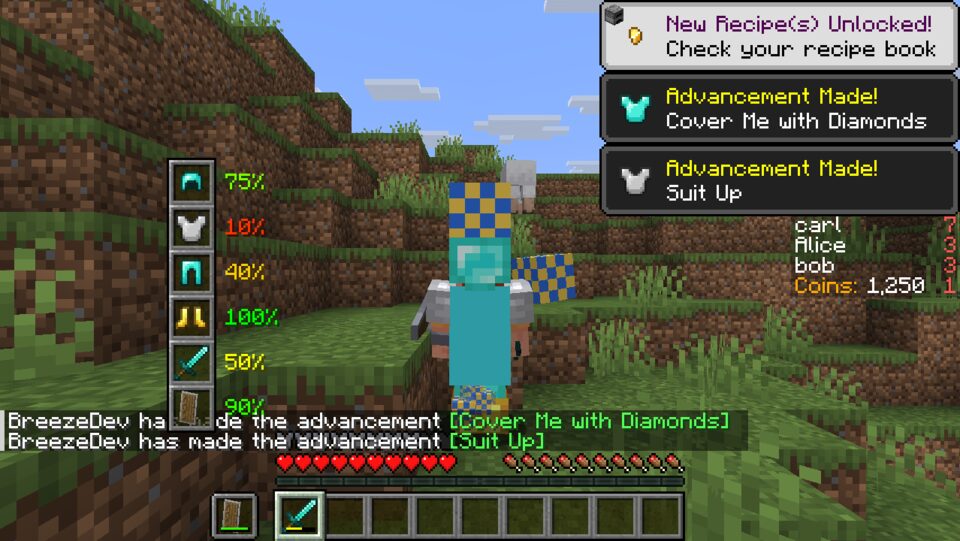 New Recipe(s) Unlocked!
Check your recipe book
Advancement Made!
Cover Me with Diamonds
Advancement Made!
Suit Up
75%
10%
40%
100%
50%
90%
carl 7
Alice 3
bob 3
Coins: 1,250 1
BreezeDev ha de the advancement [Cover Me with Diamonds]
BreezeDev has made the advancement [Suit Up]